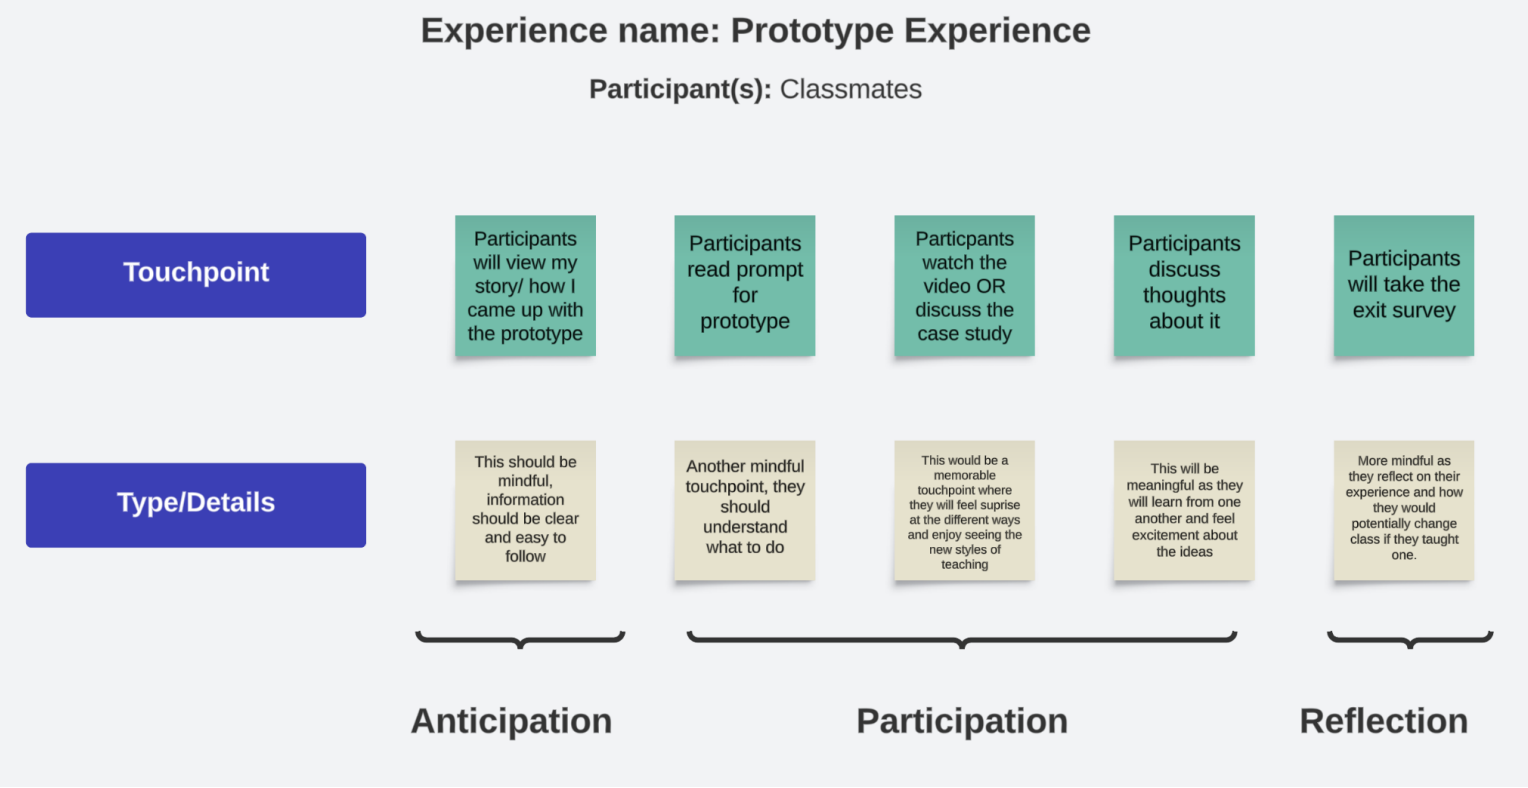 Experience name: Prototype Experience
Participant(s): Classmates
Touchpoint
Participants
will view my
story/ how I
came up with
the prototype
Participants
read prompt
for
prototype
Particpants
watch the
video OR
discuss the
case study
Participants
discuss
thoughts
about it
Participants
will take the
exit survey
Type/Details
This should be
mindful,
information
should be clear
and easy to
follow
Another mindful
touchpoint, they
should
understand
what to do
This would be a
memorable
touchpoint where
they will feel suprise
at the different ways
and enjoy seeing the
new styles of
teaching
This will be
meaningful as they
will learn from one
another and feel
excitement about
the ideas
More mindful as
they reflect on their
experience and how
they would
potentially change
class if they taught
one.
Anticipation
Participation
Reflection